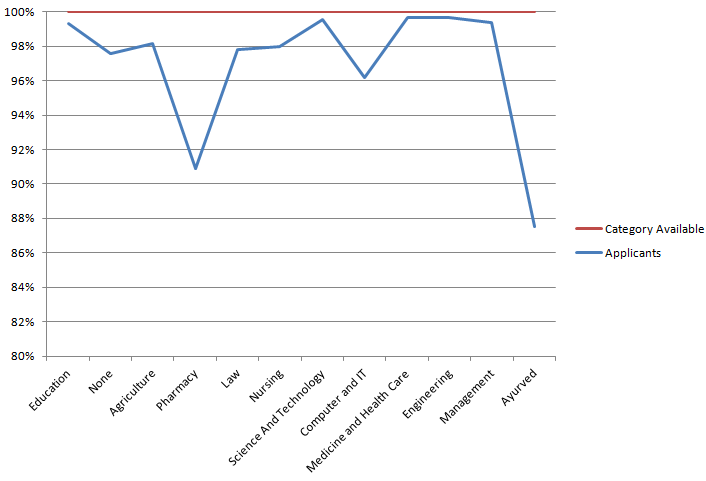 100%
98%
96%
94%
92%
90%
88%
86%
84%
82%
80%
Education
None
Agriculture
Pharmacy
Law
Nursing
Science And Technology
Computer and IT
Medicine and Health Care
Engineering
Management
Ayurved
Category Available
Applicants